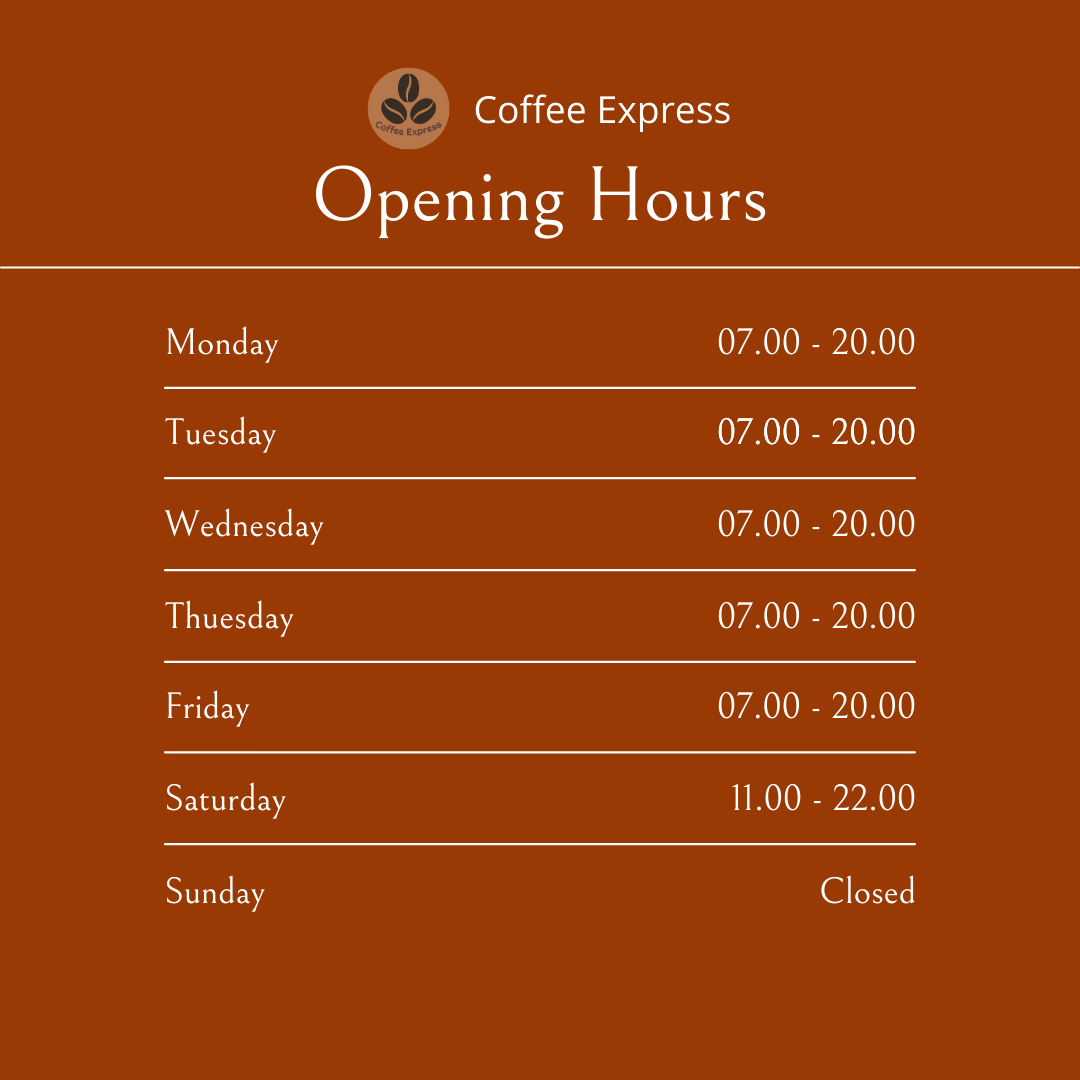 Coffee Express
Coffee Express
Opening Hours
Monday 07.00 - 20.00
Tuesday 07.00 - 20.00
Wednesday 07.00 - 20.00
Thuesday 07.00 - 20.00
Friday 07.00 - 20.00
Saturday 11.00 - 22.00
Sunday Closed